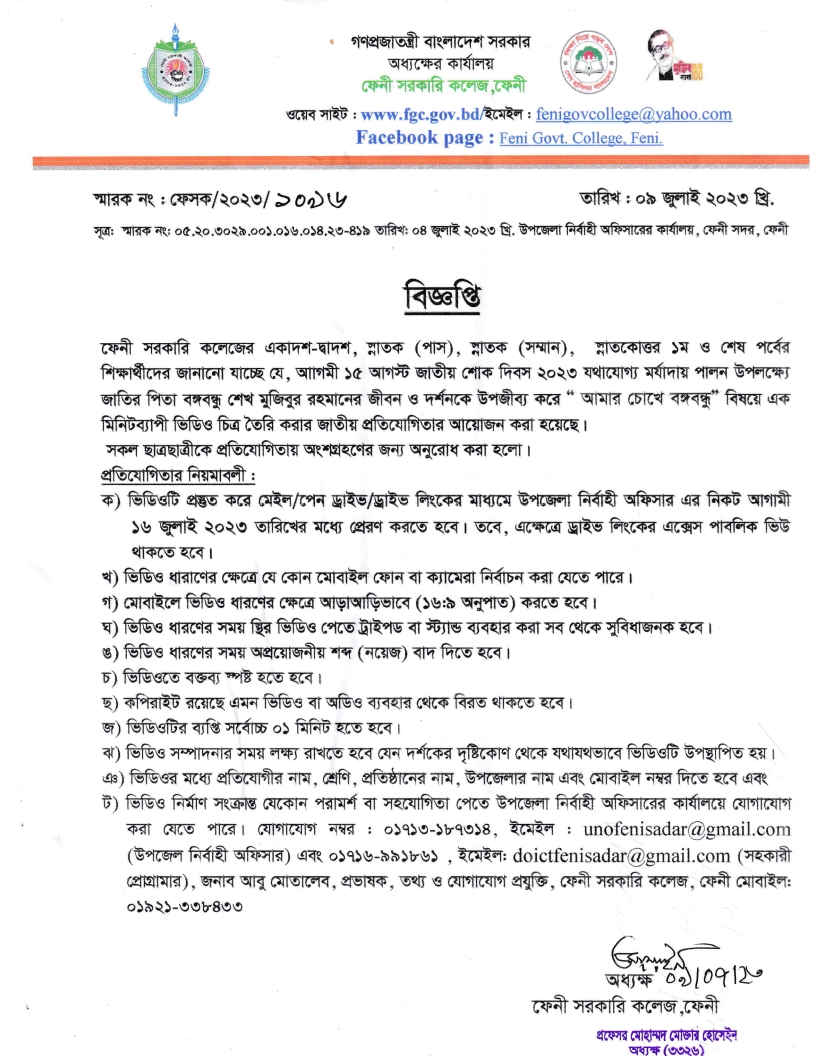 গণপ্রজাতন্ত্রী বাংলাদেশ সরকার
অধ্যক্ষের কার্যালয়
ফেনী সরকারি কলেজ,ফেনী
ওয়েব সাইট : www.fgc.gov.bd/ইমেইল : fenigovcollege@yahoo.com
Facebook page : Feni Govt. College, Feni.
স্মারক নং : ফেসক/২০২৩/ ১০৯৬
তারিখ : ০৯ জুলাই ২০২৩ খ্রি.
সূত্র: স্মারক নং: ০৫.২০.৩০২৯.০০১.০১৬.০১৪.২৩-৪১৯ তারিখ: ০৪ জুলাই ২০২৩ খ্রি. উপজেলা নির্বাহী অফিসারের কার্যালয়, ফেনী সদর, ফেনী
বিজ্ঞপ্তি
ফেনী সরকারি কলেজের একাদশ-দ্বাদশ, স্নাতক (পাস), স্নাতক (সম্মান), স্নাতকোত্তর ১ম ও শেষ পর্বের
শিক্ষার্থীদের জানানো যাচ্ছে যে, আাগামী ১৫ আগস্ট জাতীয় শোক দিবস ২০২৩ যথাযোগ্য মর্যাদায় পালন উপলক্ষ্যে
জাতির পিতা বঙ্গবন্ধু শেখ মুজিবুর রহমানের জীবন ও দর্শনকে উপজীব্য করে “ আমার চোখে বঙ্গবন্ধু” বিষয়ে এক
মিনিটব্যাপী ভিডিও চিত্র তৈরি করার জাতীয় প্রতিযোগিতার আয়োজন করা হয়েছে।
সকল ছাত্রছাত্রীকে প্রতিযোগিতায় অংশগ্রহণের জন্য অনুরোধ করা হলো।
প্রতিযোগিতার নিয়মাবলী :
ক) ভিডিওটি প্রস্তুত করে মেইল/পেন ড্রাইভ/ড্রাইভ লিংকের মাধ্যমে উপজেলা নির্বাহী অফিসার এর নিকট আগামী
১৬ জুলাই ২০২৩ তারিখের মধ্যে প্রেরণ করতে হবে। তবে, এক্ষেত্রে ড্রাইভ লিংকের এক্সেস পাবলিক ভিউ
থাকতে হবে।
খ) ভিডিও ধারাণের ক্ষেত্রে যে কোন মোবাইল ফোন বা ক্যামেরা নির্বাচন করা যেতে পারে।
গ) মোবাইলে ভিডিও ধারণের ক্ষেত্রে আড়াআড়িভাবে (১৬:৯ অনুপাত) করতে হবে।
ঘ) ভিডিও ধারণের সময় স্থির ভিডিও পেতে ট্রাইপড বা স্ট্যান্ড ব্যবহার করা সব থেকে সুবিধাজনক হবে।
ঙ) ভিডিও ধারণের সময় অপ্রয়োজনীয় শব্দ (নয়েজ) বাদ দিতে হবে।
চ) ভিডিওতে বক্তব্য স্পষ্ট হতে হবে।
ছ) কপিরাইট রয়েছে এমন ভিডিও বা অডিও ব্যবহার থেকে বিরত থাকতে হবে।
জ) ভিডিওটির ব্যপ্তি সর্বোচ্চ ০১ মিনিট হতে হবে।
ঝ) ভিডিও সম্পাদনার সময় লক্ষ্য রাখতে হবে যেন দর্শকের দৃষ্টিকোণ থেকে যথাযথভাবে ভিডিওটি উপস্থাপিত হয়।
ঞ) ভিডিওর মধ্যে প্রতিযোগীর নাম, শ্রেণি, প্রতিষ্ঠানের নাম, উপজেলার নাম এবং মোবাইল নম্বর দিতে হবে এবং
ট) ভিডিও নির্মাণ সংক্রান্ত যেকোন পরামর্শ বা সহযোগিতা পেতে উপজেলা নির্বাহী অফিসারের কার্যালয়ে যোগাযোগ
করা যেতে পারে। যোগাযোগ নম্বর : ০১৭১৩-১৮৭৩১৪, ইমেইল : unofenisadar@gmail.com
(উপজেল নির্বাহী অফিসার) এবং ০১৭১৬-৯৯১৮৬১ , ইমেইল: doictfenisadar@gmail.com (সহকারী
প্রোগ্রামার), জনাব আবু মোতালেব, প্রভাষক, তথ্য ও যোগাযোগ প্রযুক্তি, ফেনী সরকারি কলেজ, ফেনী মোবাইল:
০১৯২১-৩৩৮৪৩৩
অধ্যক্ষ ০৯/০৭/২৩
ফেনী সরকারি কলেজ,ফেনী
প্রফেসর মোহাম্মদ মোক্তার হোসেইন
অধ্যক্ষ (৩৩২৬)